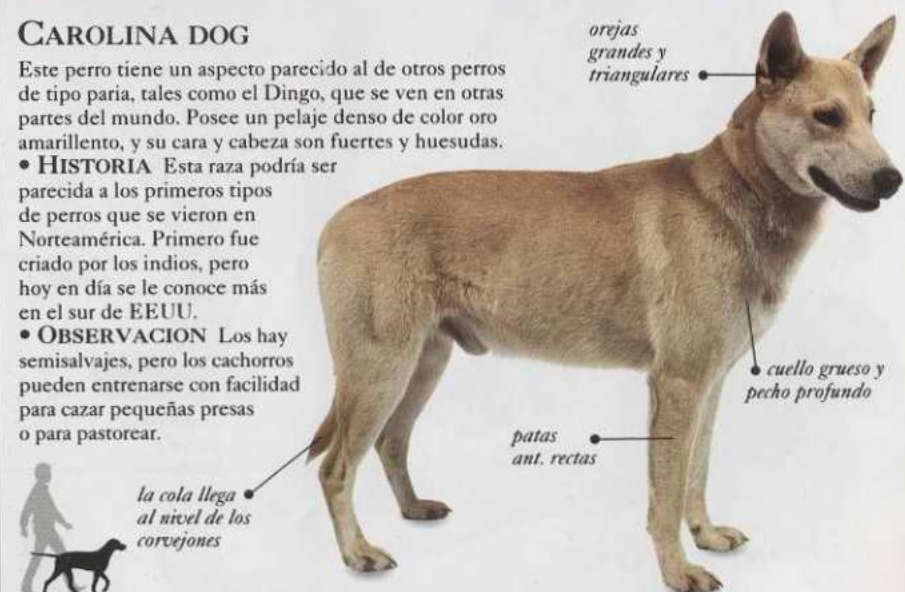 CAROLINA DOG
Este perro tiene un aspecto parecido al de otros perros
de tipo paria, tales como el Dingo, que se ven en otras
partes del mundo. Posee un pelaje denso de color oro
amarillento, y su cara y cabeza son fuertes y huesudas.
• HISTORIA Esta raza podría ser
parecida a los primeros tipos
de perros que se vieron en
Norteamérica. Primero fue
criado por los indios, pero
hoy en día se le conoce más
en el sur de EEUU.
• OBSERVACION Los hay
semisalvajes, pero los cachorros
pueden entrenarse con facilidad
para cazar pequeñas presas
o para pastorear.
orejas
grandes y
triangulares
cuello grueso y
pecho profundo
patas
ant. rectas
la cola llega
al nivel de los
corvejones